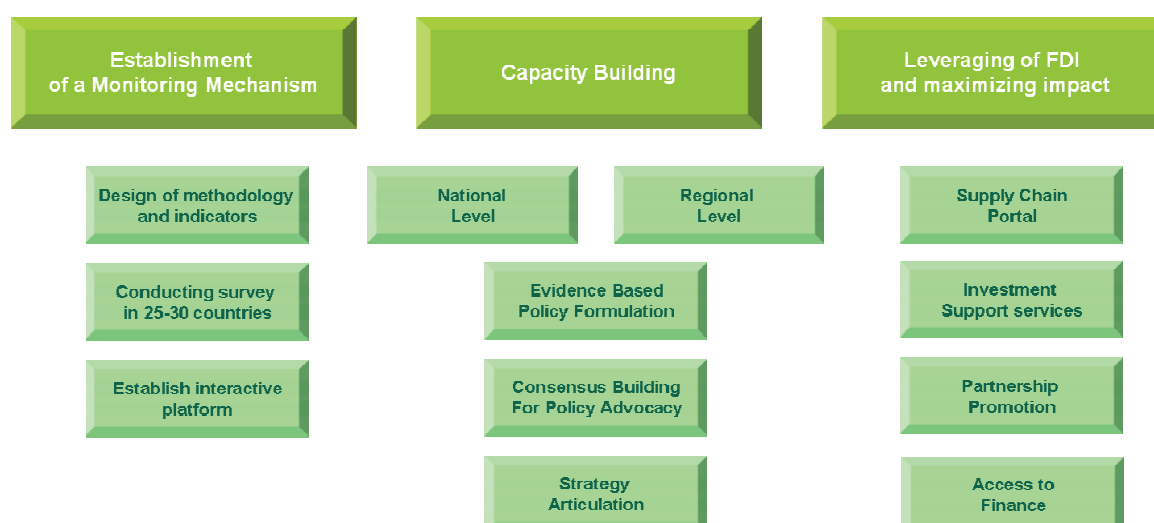 Establishment
of a Monitoring Mechanism
Capacity Building
Leveraging of FDI
and maximizing impact
Design of methodology
and indicators
National
Level
Regional
Level
Supply Chain
Portal
Conducting survey
in 25-30 countries
Evidence Based
Policy Formulation
Investment
Support services
Establish interactive
platform
Consensus Building
For Policy Advocacy
Partnership
Promotion
Strategy
Articulation
Access to
Finance